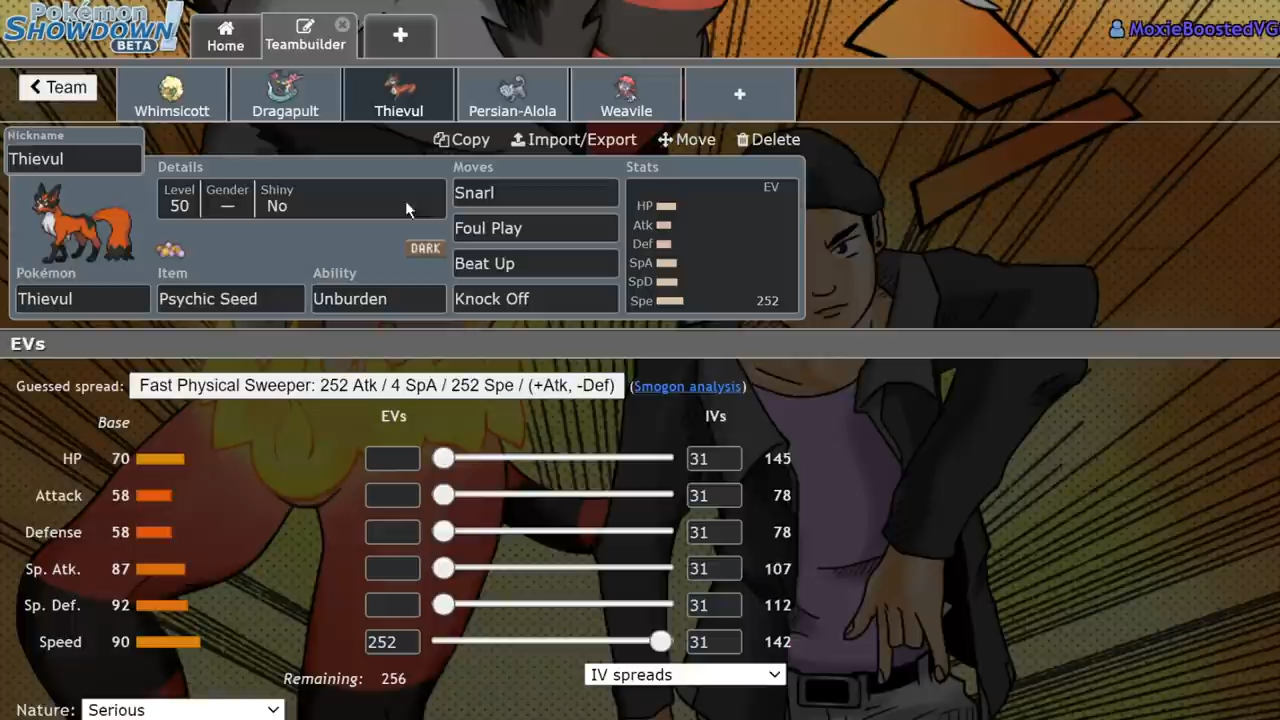 Pokémon
SHOWDOWN!
BETA
Home
Teambuilder
+
MoxieBoostedVG
Team
Whimsicott
Dragapult
Thievul
Persian-Alola
Weavile
+
Nickname
Thievul
Copy
Import/Export
Move
Delete
Details
Moves
Stats
Level
Gender
Shiny
50
—
No
Snarl
EV
HP
Atk
Foul Play
Def
DARK
Beat Up
SpA
Pokémon
Item
Ability
SpD
Thievul
Psychic Seed
Unburden
Knock Off
Spe
252
EVs
Guessed spread:
Fast Physical Sweeper: 252 Atk / 4 SpA / 252 Spe / (+Atk, -Def)
(Smogon analysis)
Base
EVs
IVs
HP 70 31 145
Attack 58 31 78
Defense 58 31 78
Sp. Atk. 87 31 107
Sp. Def. 92 31 112
Speed 90 252 31 142
Remaining: 256
IV spreads
Nature: Serious